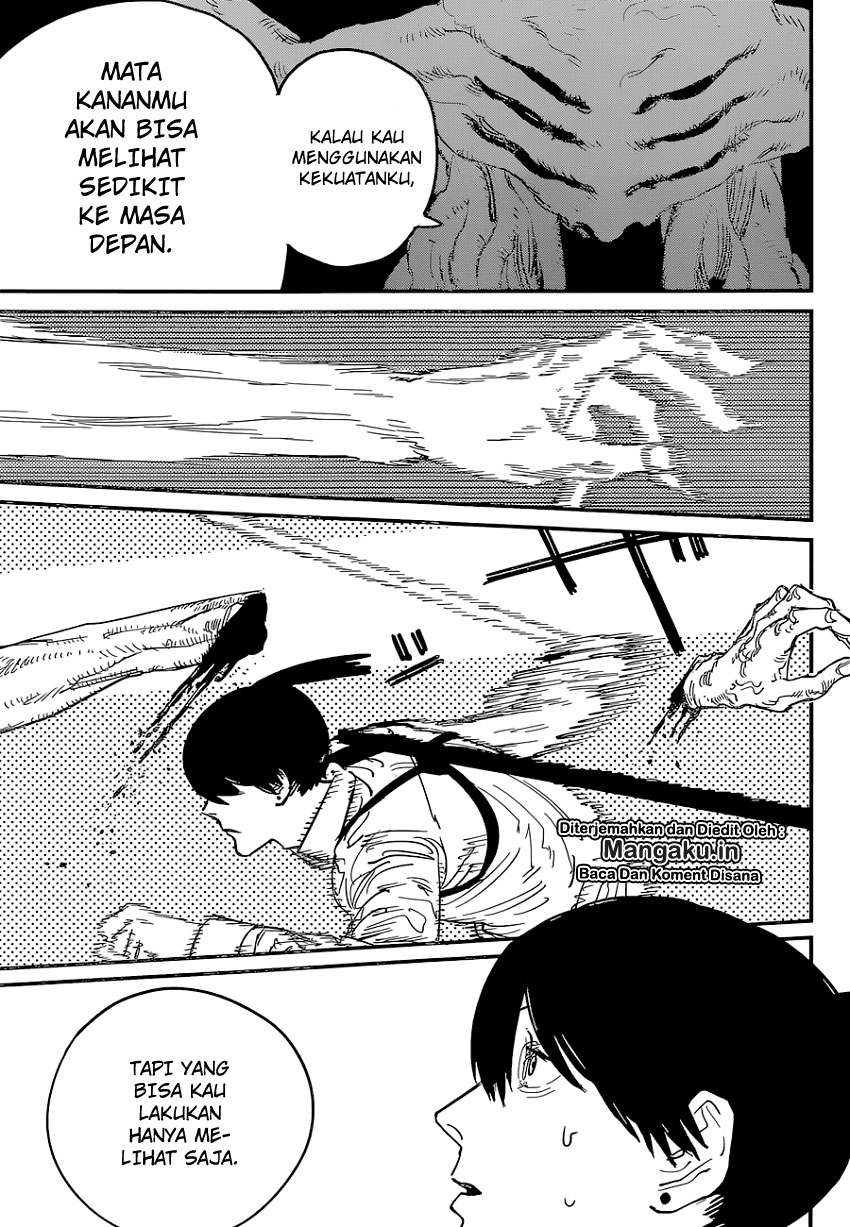 KALAU KAU
MENGGUNAKAN
KEKUATANKU,
MATA
KANANMU
AKAN BISA
MELIHAT
SEDIKIT
KE MASA
DEPAN.
Diterjemahkan dan Diedit Oleh :
Mangaku.in
Baca Dan Koment Disana
TAPI YANG
BISA KAU
LAKUKAN
HANYA ME-
LIHAT SAJA.